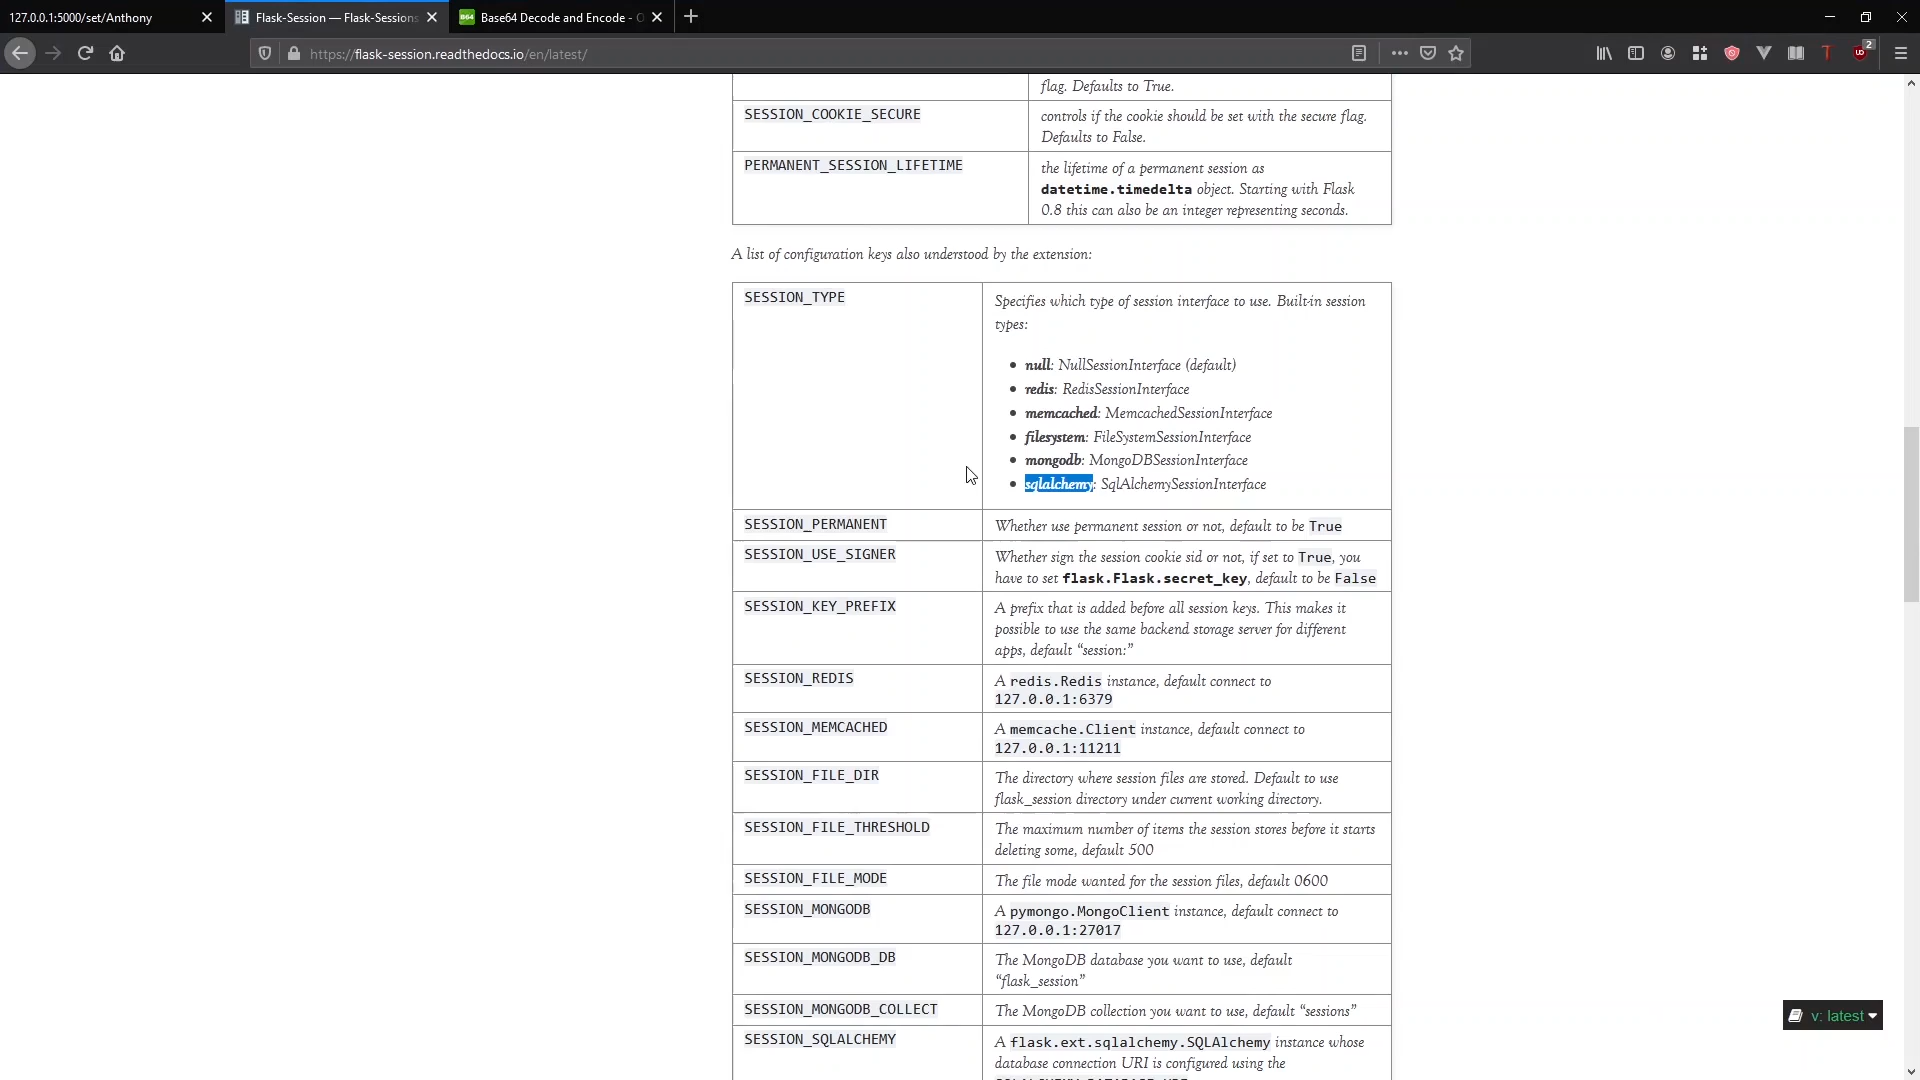 127.0.0.1:5000/set/Anthony
Flask-Session — Flask-Sessions
B64
Base64 Decode and Encode -
https://flask-session.readthedocs.io/en/latest/
2
flag. Defaults to True.
SESSION_COOKIE_SECURE
controls if the cookie should be set with the secure flag.
Defaults to False.
PERMANENT_SESSION_LIFETIME
the lifetime of a permanent session as
datetime.timedelta object. Starting with Flask
0.8 this can also be an integer representing seconds.
A list of configuration keys also understood by the extension:
SESSION_TYPE
Specifies which type of session interface to use. Built-in session
types:
• null: NullSessionInterface (default)
• redis: RedisSessionInterface
• memcached: MemcachedSessionInterface
• filesystem: FileSystemSessionInterface
• mongodb: MongoDBSessionInterface
• sqlalchemy: SqlAlchemySessionInterface
SESSION_PERMANENT
Whether use permanent session or not, default to be True
SESSION_USE_SIGNER
Whether sign the session cookie sid or not, if set to True, you
have to set flask.Flask.secret_key, default to be False
SESSION_KEY_PREFIX
A prefix that is added before all session keys. This makes it
possible to use the same backend storage server for different
apps, default “session:”
SESSION_REDIS
A redis.Redis instance, default connect to
127.0.0.1:6379
SESSION_MEMCACHED
A memcache.Client instance, default connect to
127.0.0.1:11211
SESSION_FILE_DIR
The directory where session files are stored. Default to use
flask_session directory under current working directory.
SESSION_FILE_THRESHOLD
The maximum number of items the session stores before it starts
deleting some, default 500
SESSION_FILE_MODE
The file mode wanted for the session files, default 0600
SESSION_MONGODB
A pymongo.MongoClient instance, default connect to
127.0.0.1:27017
SESSION_MONGODB_DB
The MongoDB database you want to use, default
“flask_session”
SESSION_MONGODB_COLLECT
The MongoDB collection you want to use, default “sessions”
SESSION_SQLALCHEMY
A flask.ext.sqlalchemy.SQLAlchemy instance whose
database connection URI is configured using the
v: latest